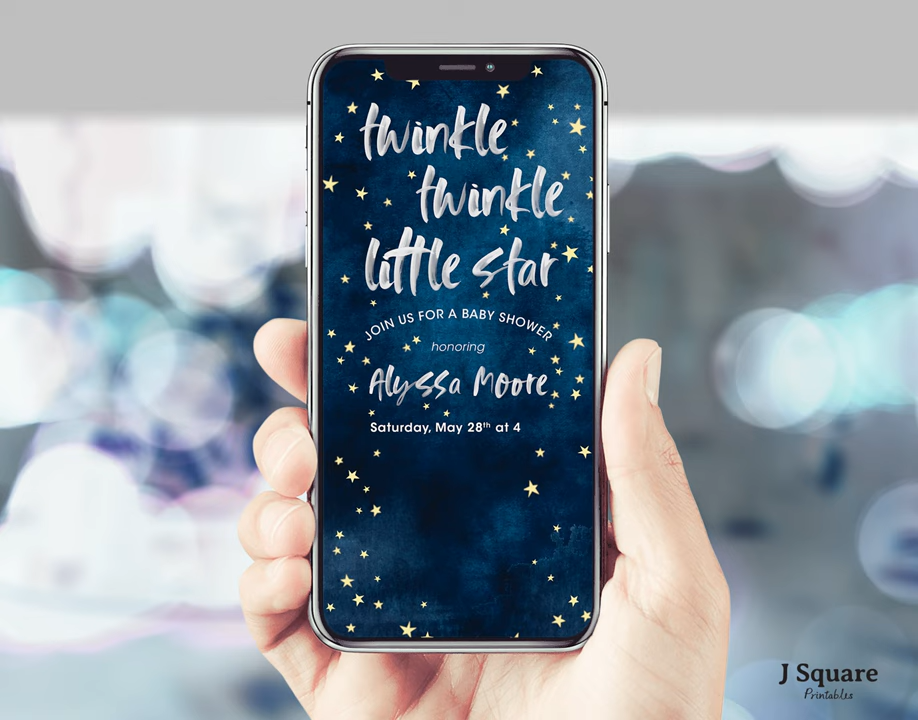 twinkle
twinkle
little star
JOIN US FOR A BABY SHOWER
honoring
Alyssa Moore
Saturday, May 28th at 4
J Square
Printables